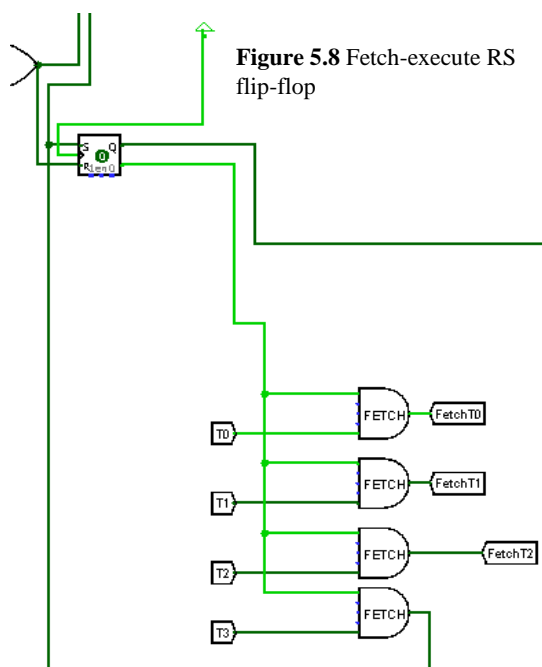 Figure 5.8 Fetch-execute RS
flip-flop
S Q
0
R 1en0
FETCH
FetchT0
T0
FETCH
FetchT1
T1
FETCH
FetchT2
T2
FETCH
T3